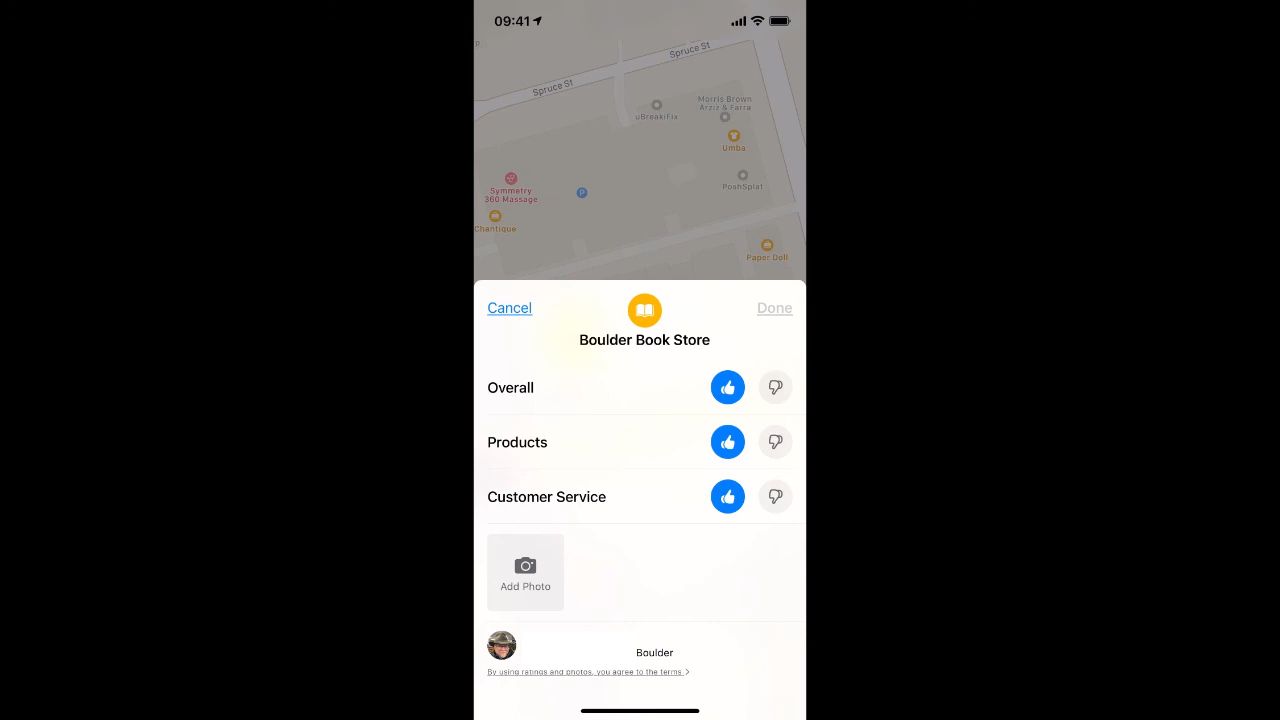 09:41
P
Spruce St
Spruce St
Morris Brown
Arziz & Farra
uBreakiFix
Umba
PoshSplat
Symmetry
360 Massage
P
Chantique
Paper Doll
Cancel
Done
Boulder Book Store
Overall
Products
Customer Service
Add Photo
Boulder
By using ratings and photos, you agree to the terms >